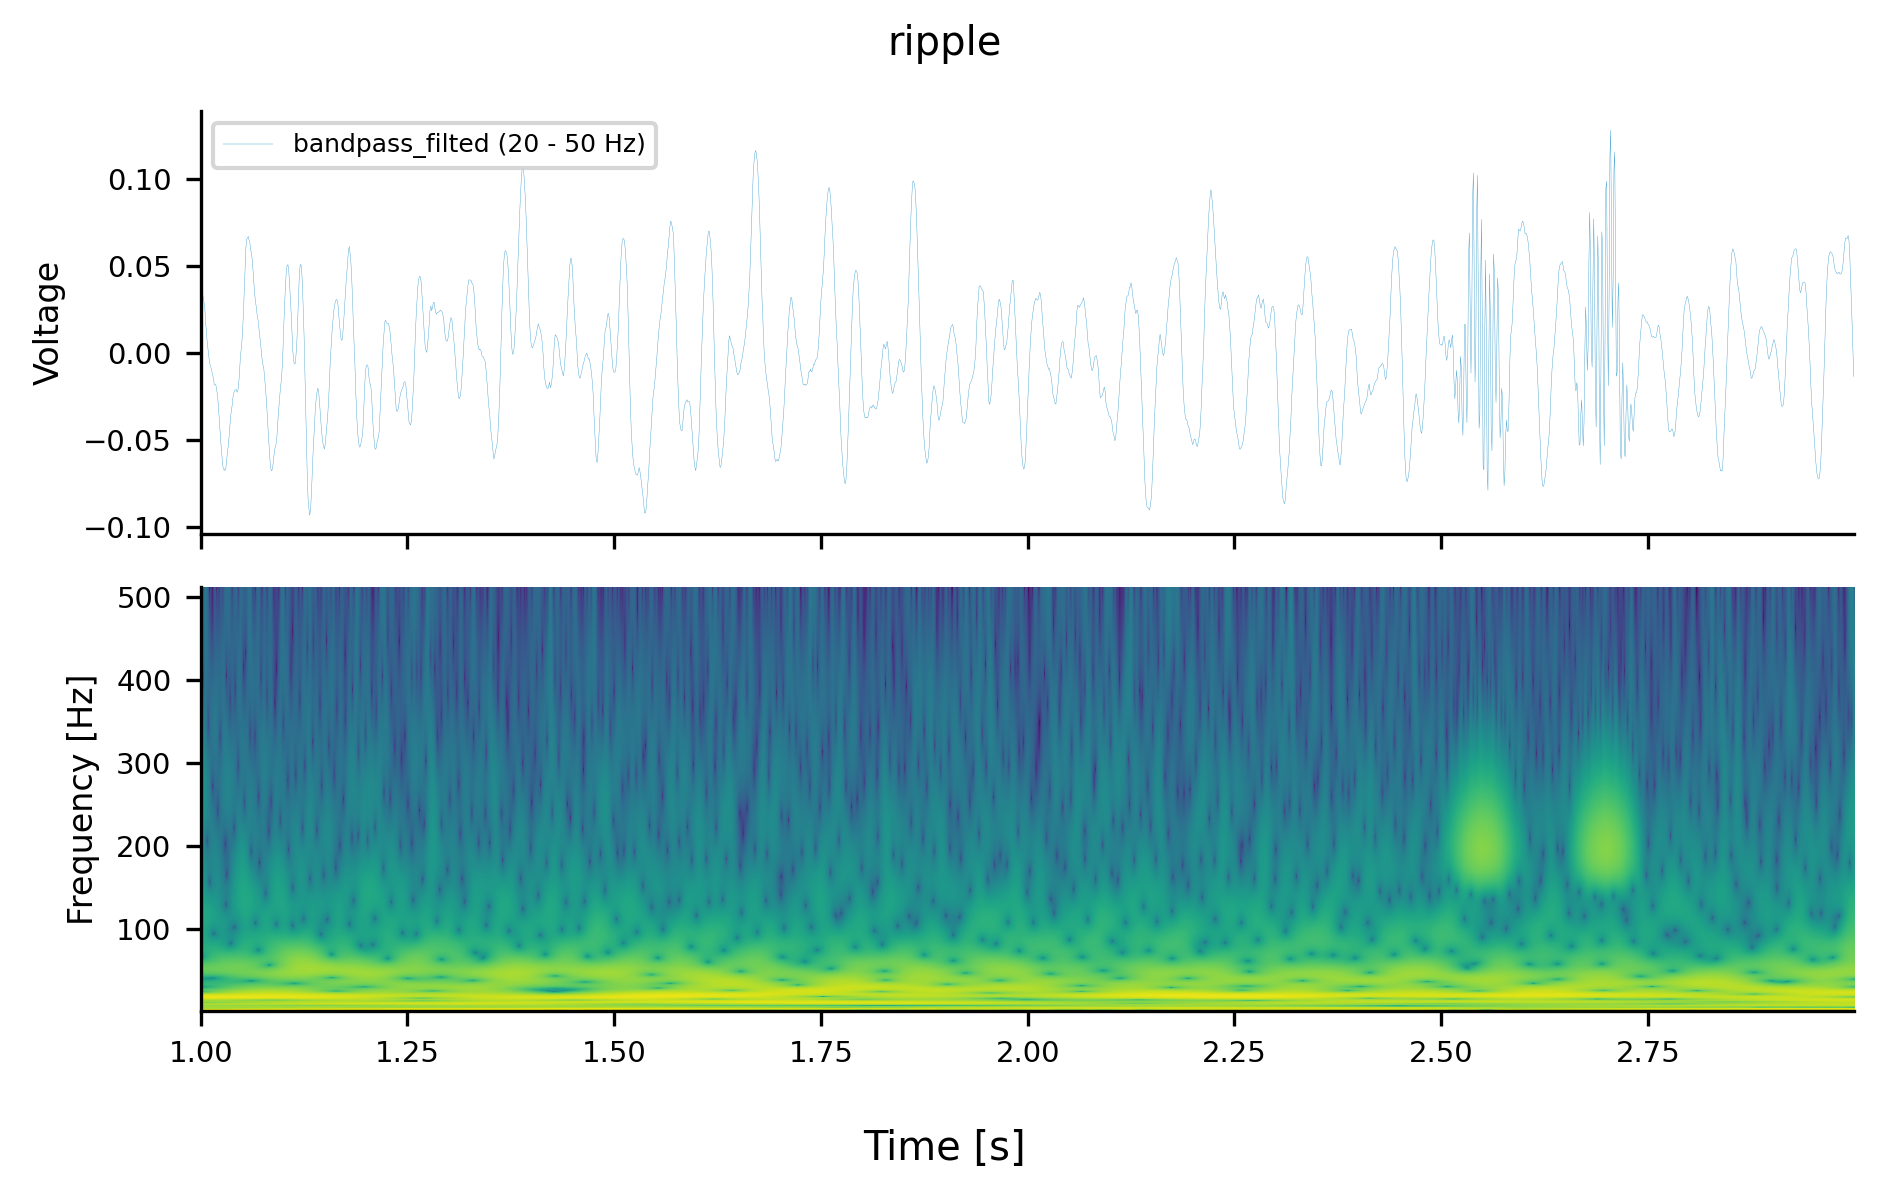 ripple
bandpass_filted (20 - 50 Hz)
Voltage
0.10
0.05
0.00
−0.05
−0.10
Frequency [Hz]
500
400
300
200
100
1.00 1.25 1.50 1.75 2.00 2.25 2.50 2.75
Time [s]